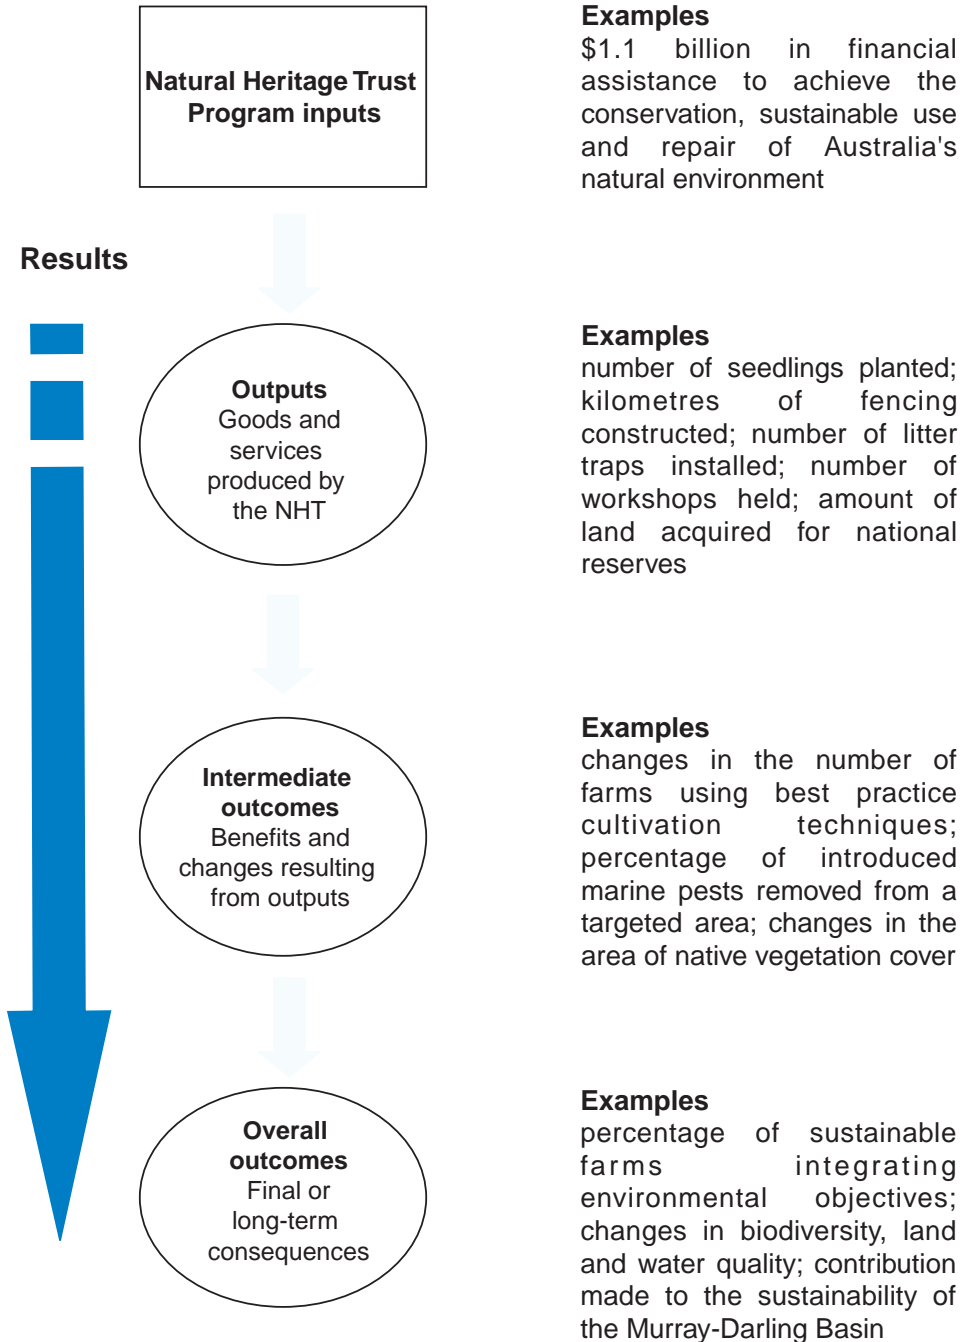 Natural Heritage Trust
Program inputs
Examples
$1.1 billion in financial
assistance to achieve the
conservation, sustainable use
and repair of Australia's
natural environment
Results
Outputs
Goods and
services
produced by
the NHT
Examples
number of seedlings planted;
kilometres of fencing
constructed; number of litter
traps installed; number of
workshops held; amount of
land acquired for national
reserves
Intermediate
outcomes
Benefits and
changes resulting
from outputs
Examples
changes in the number of
farms using best practice
cultivation techniques;
percentage of introduced
marine pests removed from a
targeted area; changes in the
area of native vegetation cover
Overall
outcomes
Final or
long-term
consequences
Examples
percentage of sustainable
farms integrating
environmental objectives;
changes in biodiversity, land
and water quality; contribution
made to the sustainability of
the Murray-Darling Basin